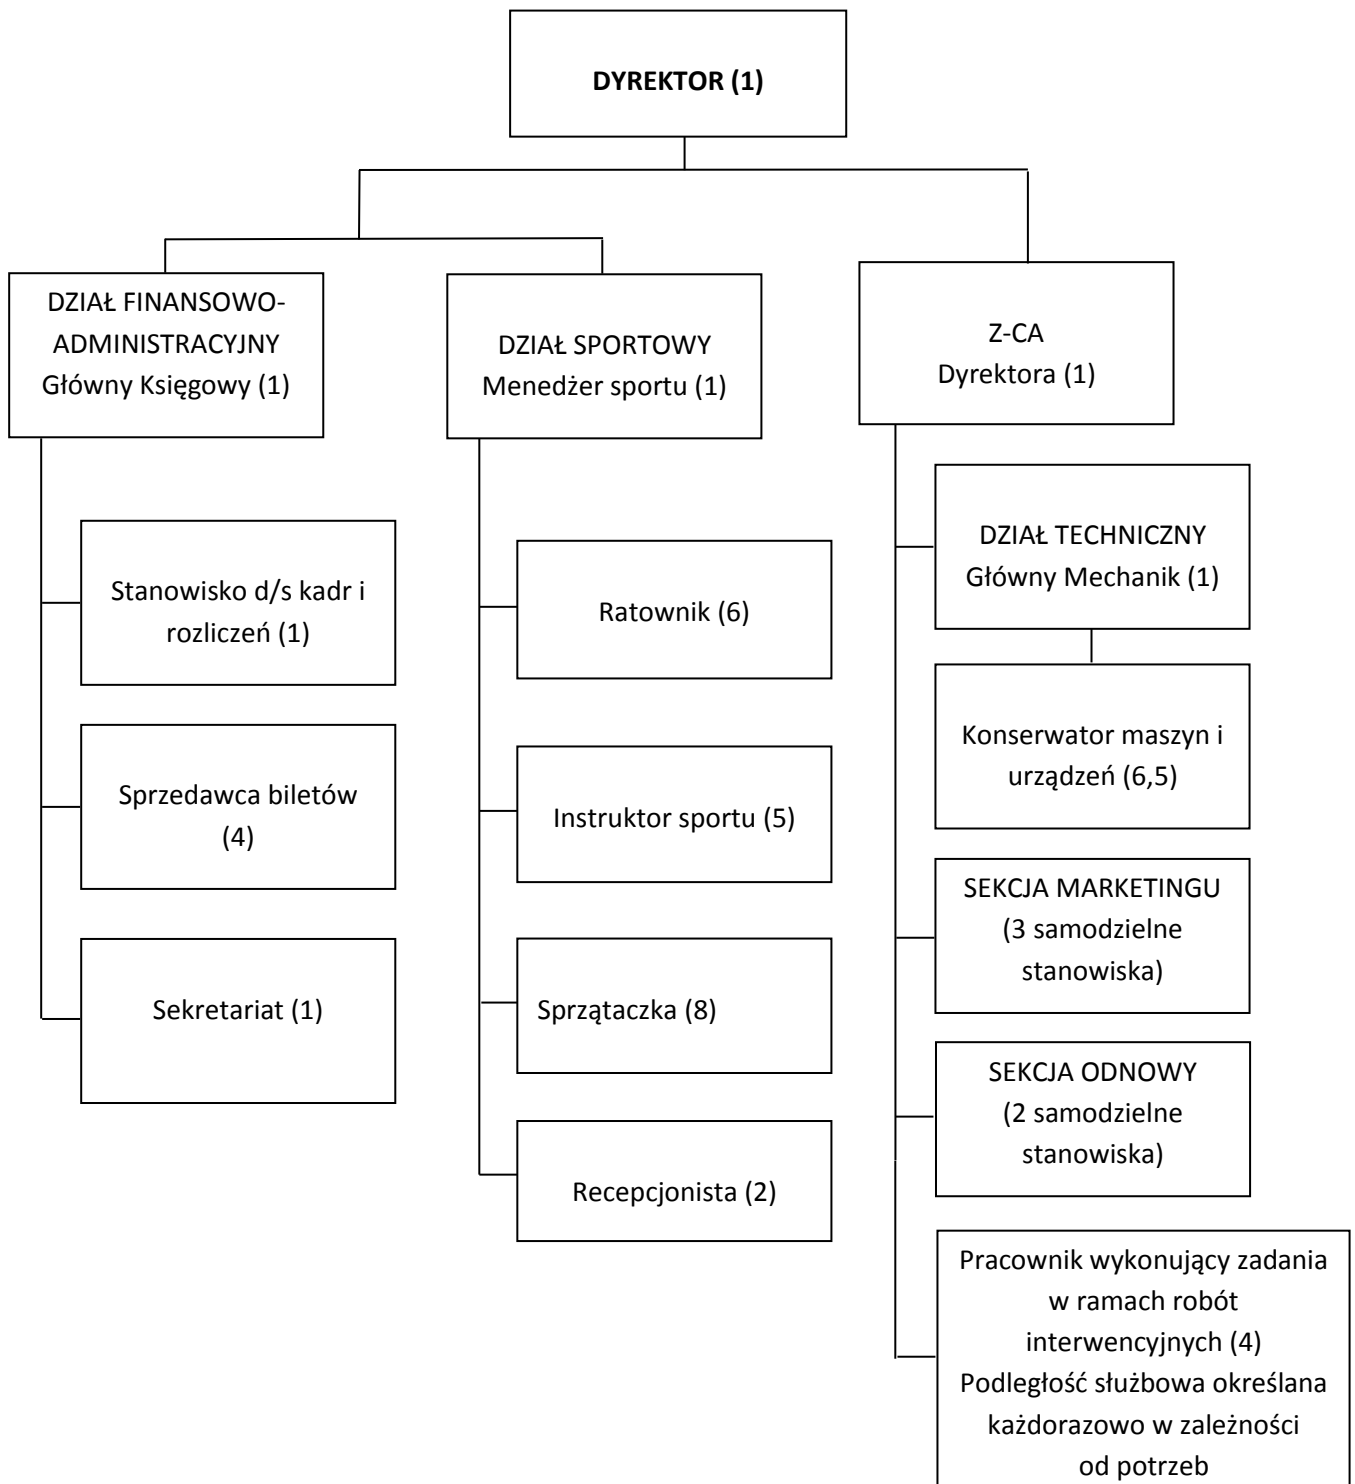 DYREKTOR (1)
DZIAŁ FINANSOWO-
ADMINISTRACYJNY
Główny Księgowy (1)
DZIAŁ SPORTOWY
Menedżer sportu (1)
Z-CA
Dyrektora (1)
Stanowisko d/s kadr i
rozliczeń (1)
Sprzedawca biletów
(4)
Sekretariat (1)
Ratownik (6)
Instruktor sportu (5)
Sprzątaczka (8)
Recepcjonista (2)
DZIAŁ TECHNICZNY
Główny Mechanik (1)
Konserwator maszyn i
urządzeń (6,5)
SEKCJA MARKETINGU
(3 samodzielne
stanowiska)
SEKCJA ODNOWY
(2 samodzielne
stanowiska)
Pracownik wykonujący zadania
w ramach robót
interwencyjnych (4)
Podległość służbowa określana
każdorazowo w zależności
od potrzeb